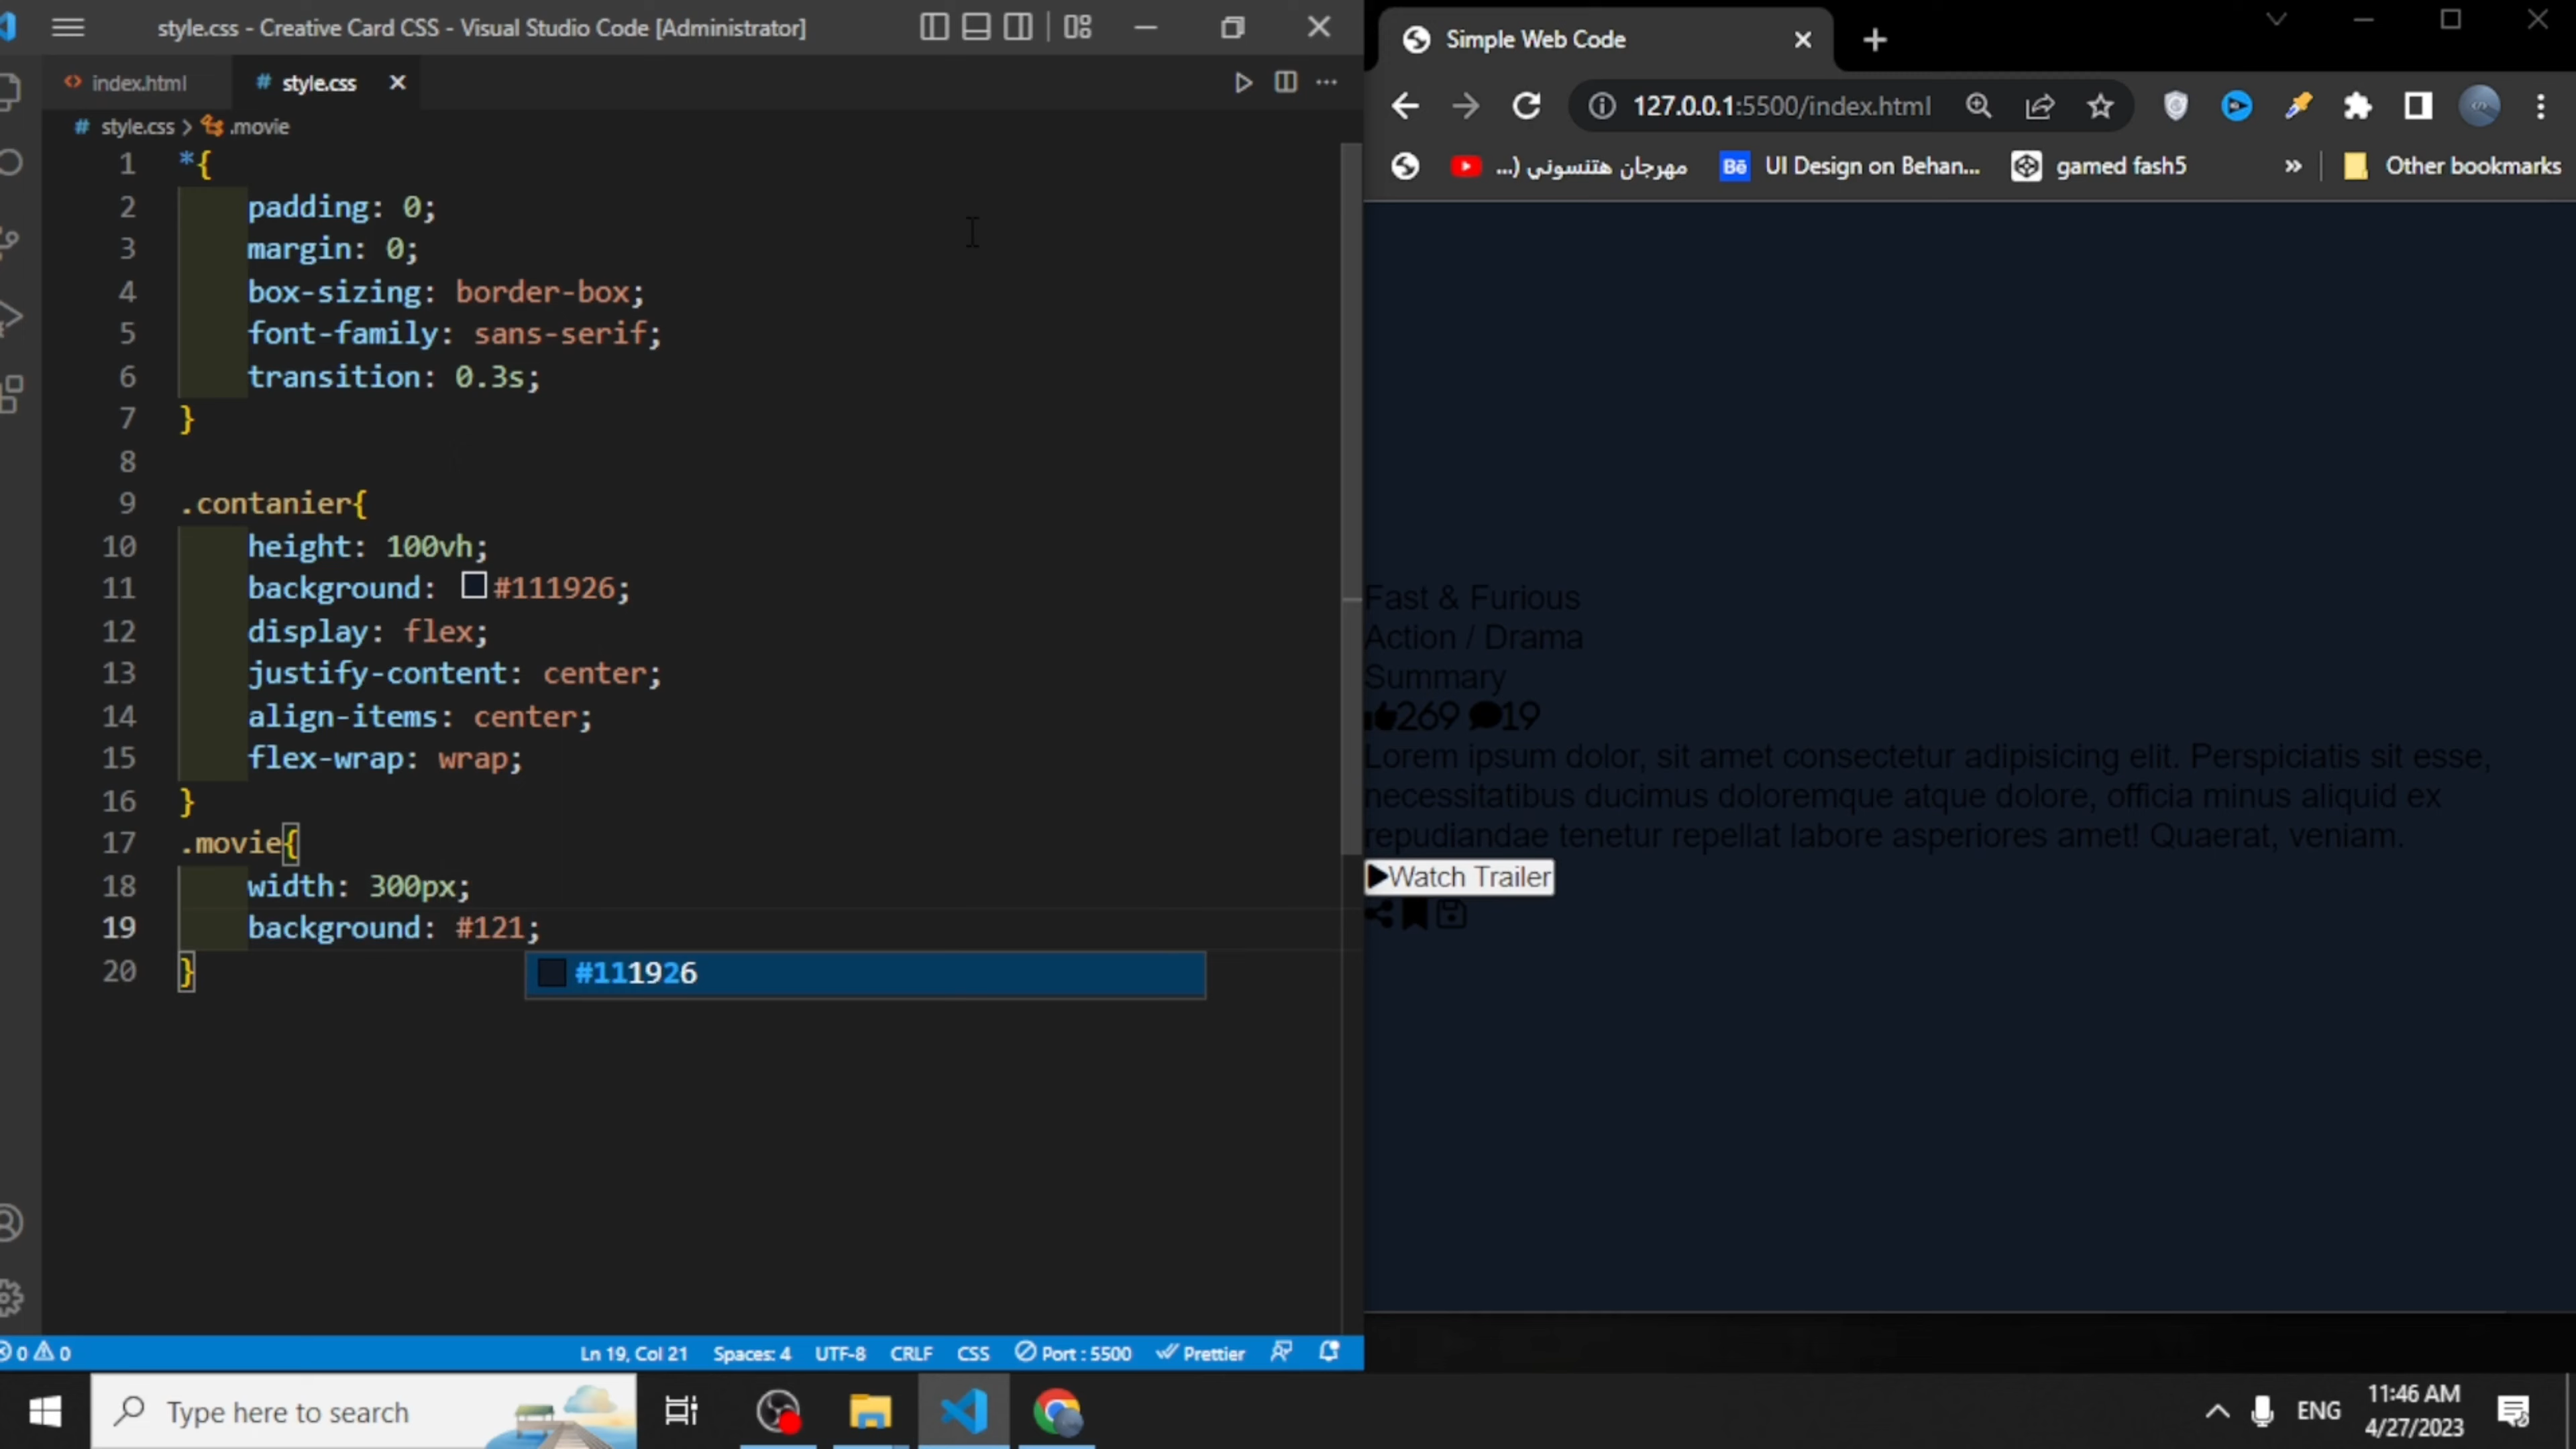 style.css - Creative Card CSS - Visual Studio Code [Administrator]
index.html
# style.css
# style.css > .movie
1 *{
2 padding: 0;
3 margin: 0;
4 box-sizing: border-box;
5 font-family: sans-serif;
6 transition: 0.3s;
7 }
8
9 .contanier{
10 height: 100vh;
11 background: #111926;
12 display: flex;
13 justify-content: center;
14 align-items: center;
15 flex-wrap: wrap;
16 }
17 .movie{
18 width: 300px;
19 background: #121;
20 }
#111926
0 0
Ln 19, Col 21 Spaces: 4 UTF-8 CRLF CSS Port : 5500 Prettier
Simple Web Code
127.0.0.1:5500/index.html
مهرجان هتنسوني (...
Bē UI Design on Behan...
gamed fash5
» Other bookmarks
Fast & Furious
Action / Drama
Summary
269 19
Lorem ipsum dolor, sit amet consectetur adipisicing elit. Perspiciatis sit esse,
necessitatibus ducimus doloremque atque dolore, officia minus aliquid ex
repudiandae tenetur repellat labore asperiores amet! Quaerat, veniam.
Watch Trailer
Type here to search
ENG
11:46 AM
4/27/2023